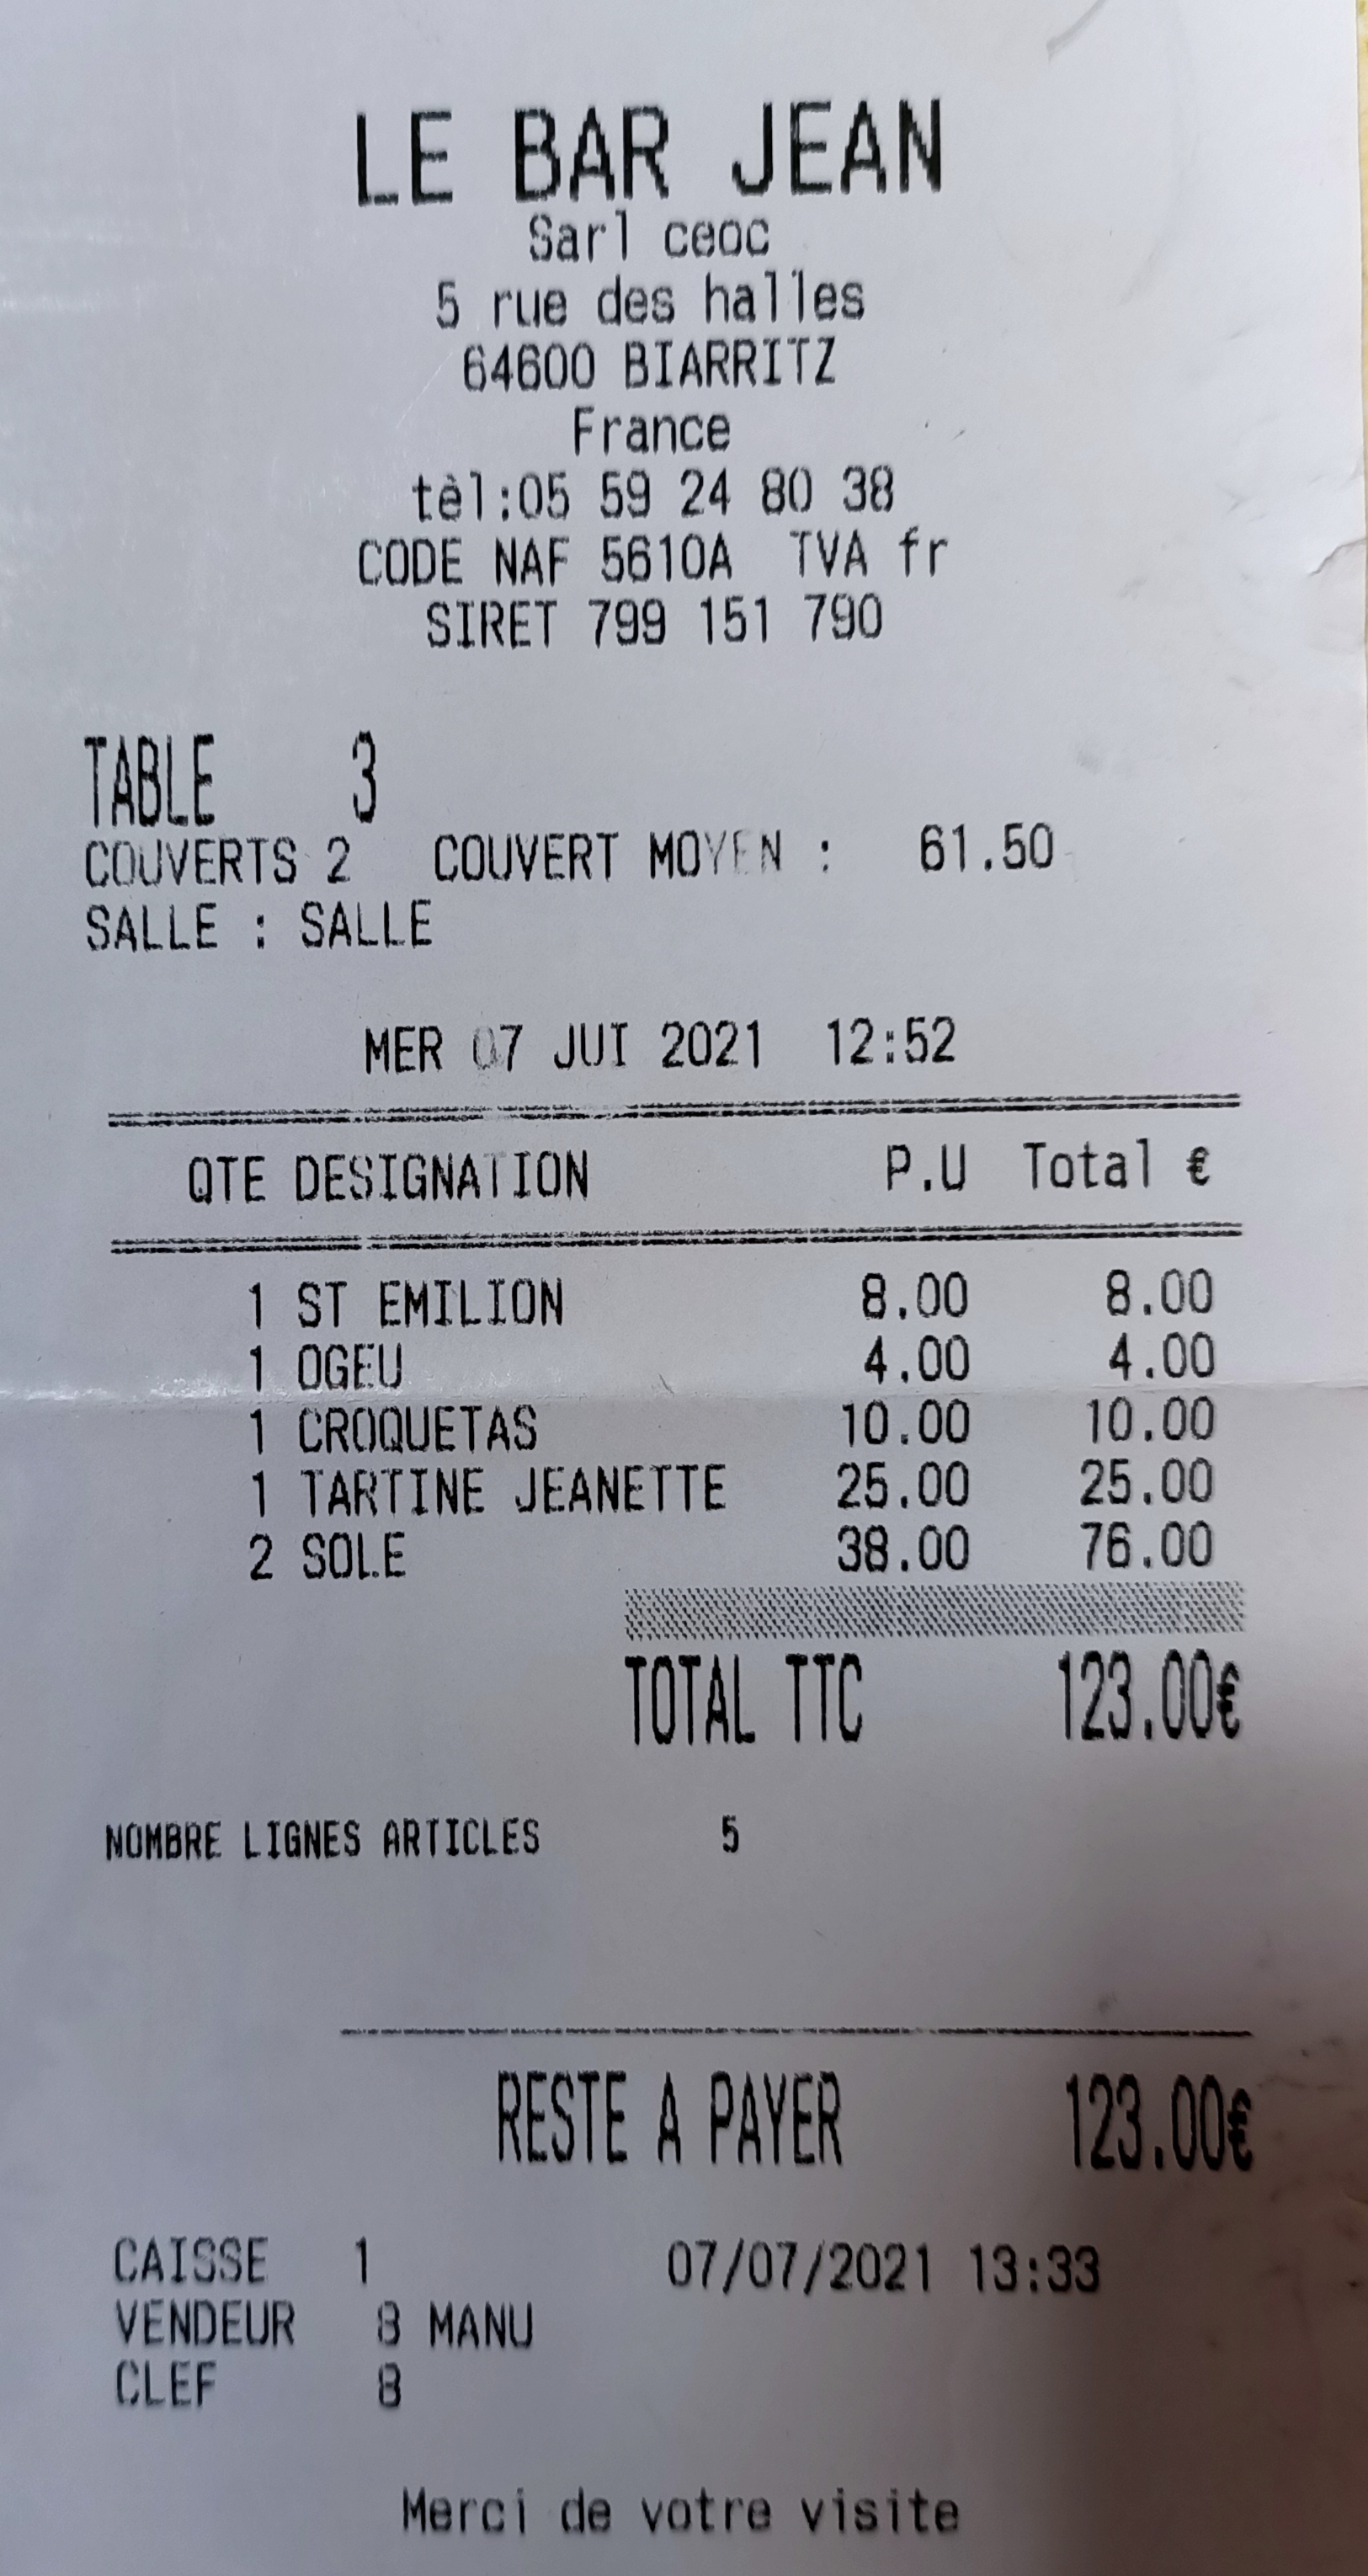 LE BAR JEAN
Sarl ceoc
5 rue des halles
64600 BIARRITZ
France
tèl:05 59 24 80 38
CODE NAF 5610A TVA fr
SIRET 799 151 790
TABLE 3
COUVERTS 2 COUVERT MOYEN : 61.50
SALLE : SALLE
MER 07 JUI 2021 12:52
QTE DESIGNATION P.U Total €
1 ST EMILION 8.00 8.00
1 OGEU 4.00 4.00
1 CROQUETAS 10.00 10.00
1 TARTINE JEANETTE 25.00 25.00
2 SOLE 38.00 76.00
TOTAL TTC 123.00€
NOMBRE LIGNES ARTICLES 5
RESTE A PAYER 123.00€
CAISSE 1 07/07/2021 13:33
VENDEUR 8 MANU
CLEF 8
Merci de votre visite